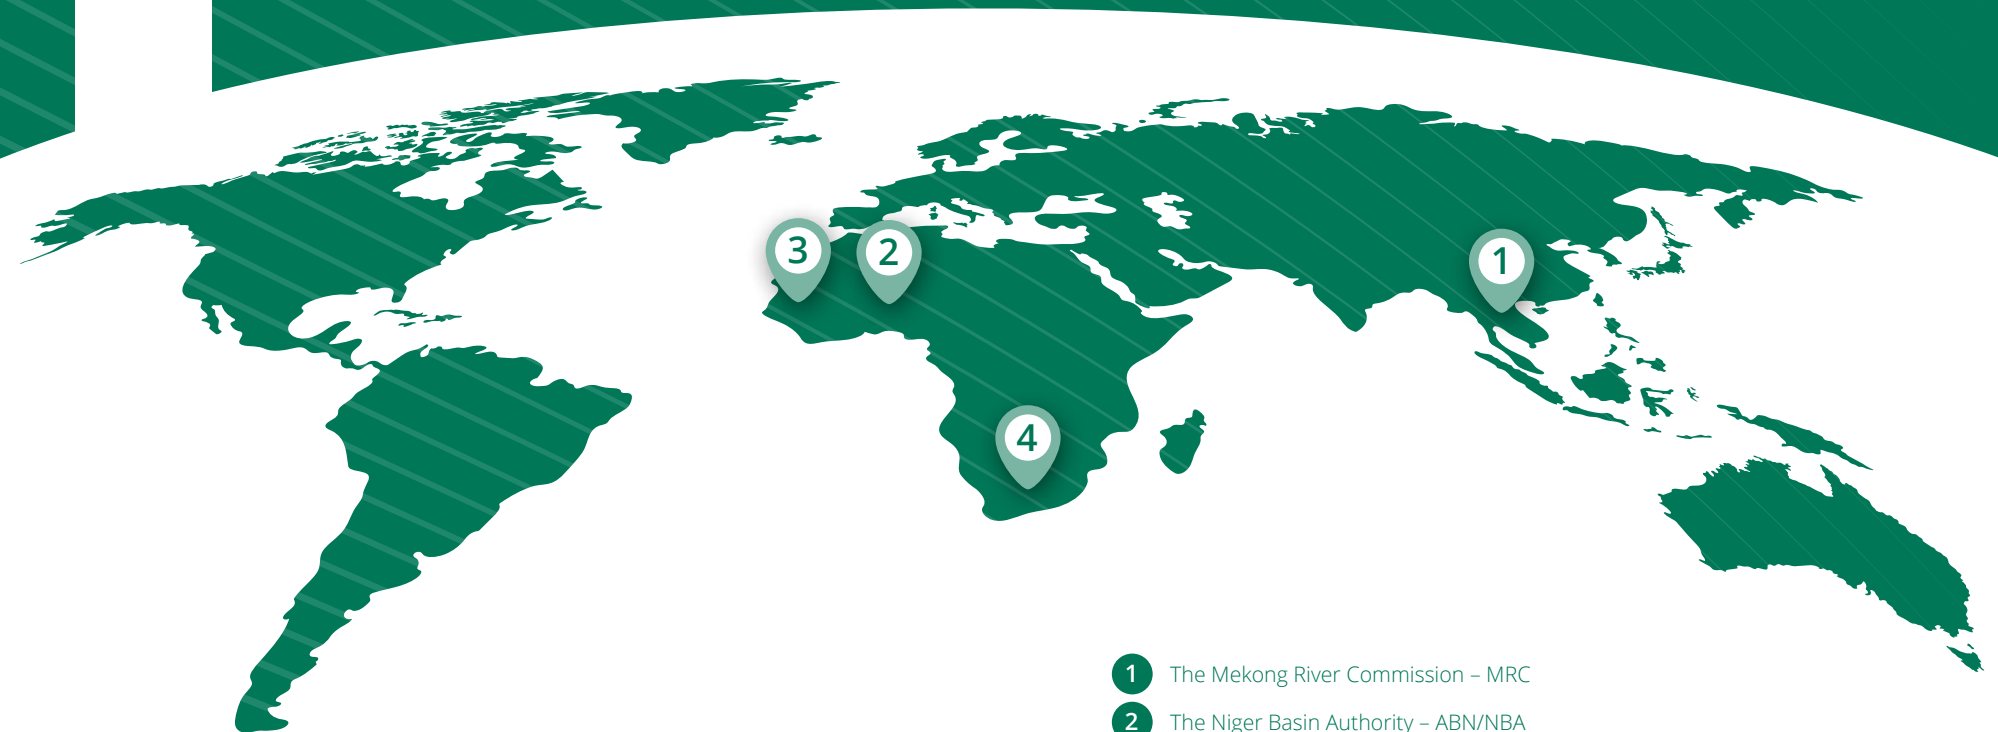 3
2
1
4
1 The Mekong River Commission – MRC
2 The Niger Basin Authority – ABN/NBA